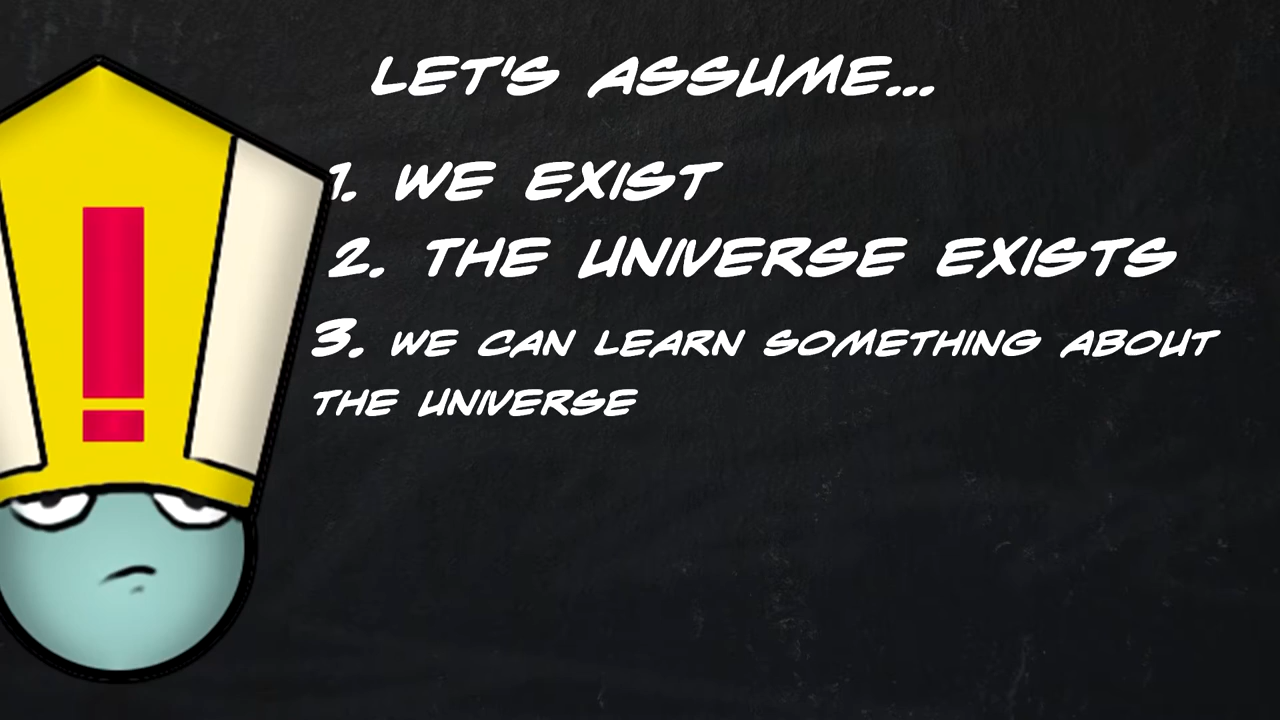 LET'S ASSUME...
1. WE EXIST
2. THE UNIVERSE EXISTS
3. WE CAN LEARN SOMETHING ABOUT
THE UNIVERSE
!